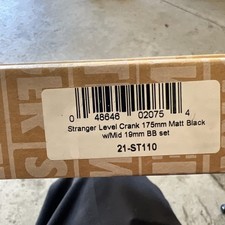 0 48646 02075 4
Stranger Level Crank 175mm Matt Black
w/Mid 19mm BB set
21-ST110